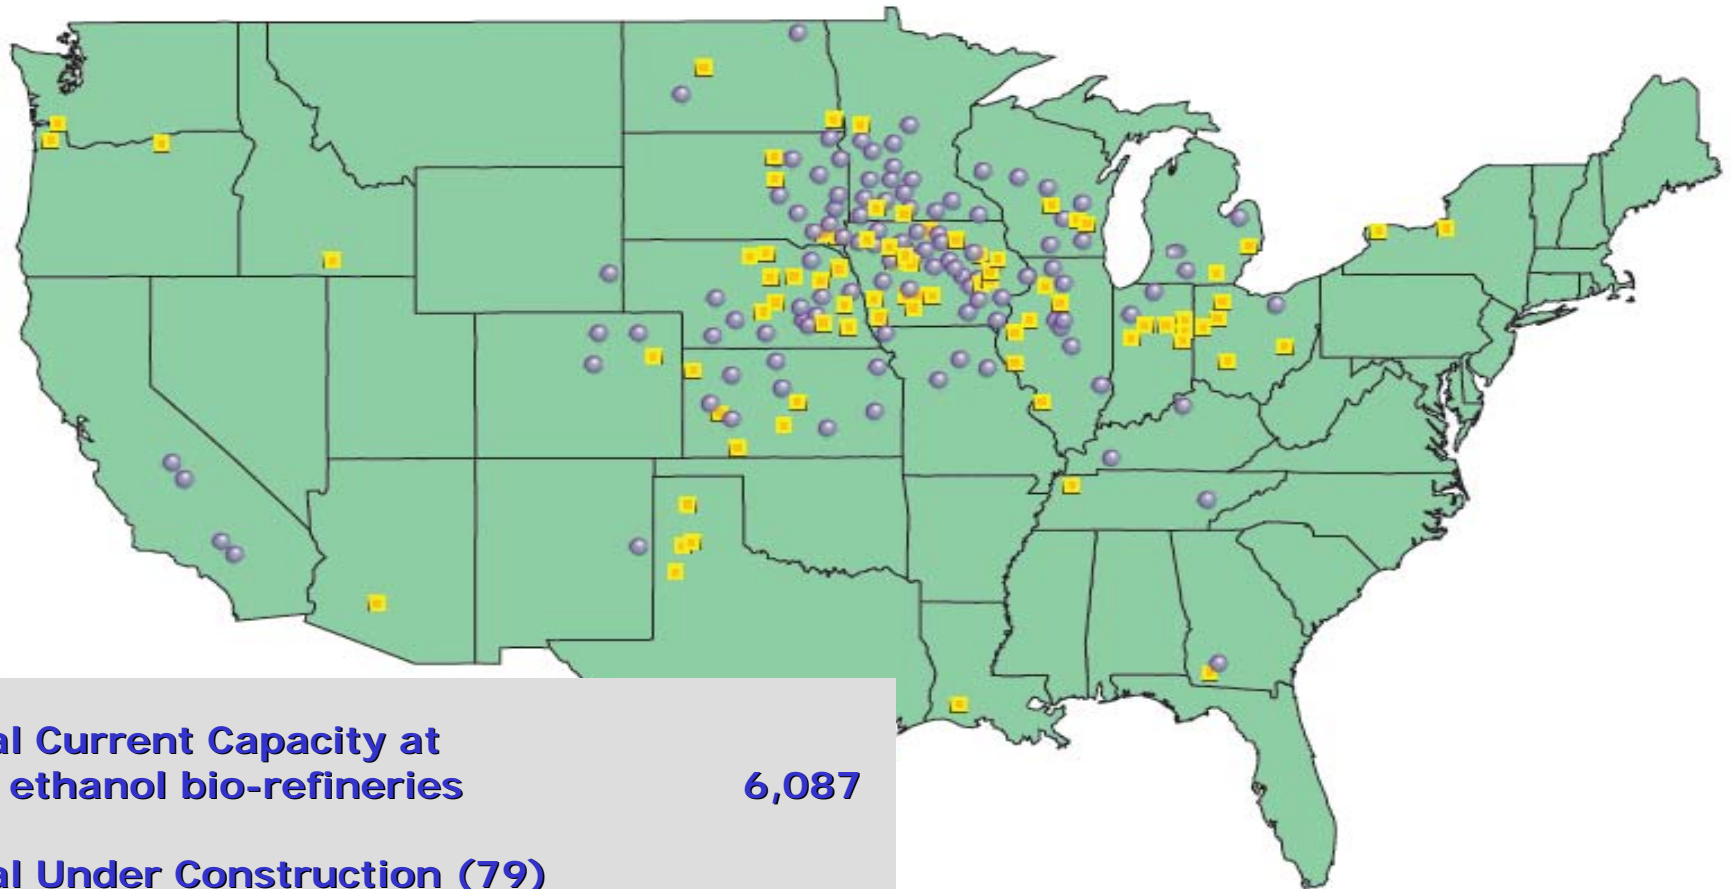 al Current Capacity at
ethanol bio-refineries 6,087
al Under Construction (79)